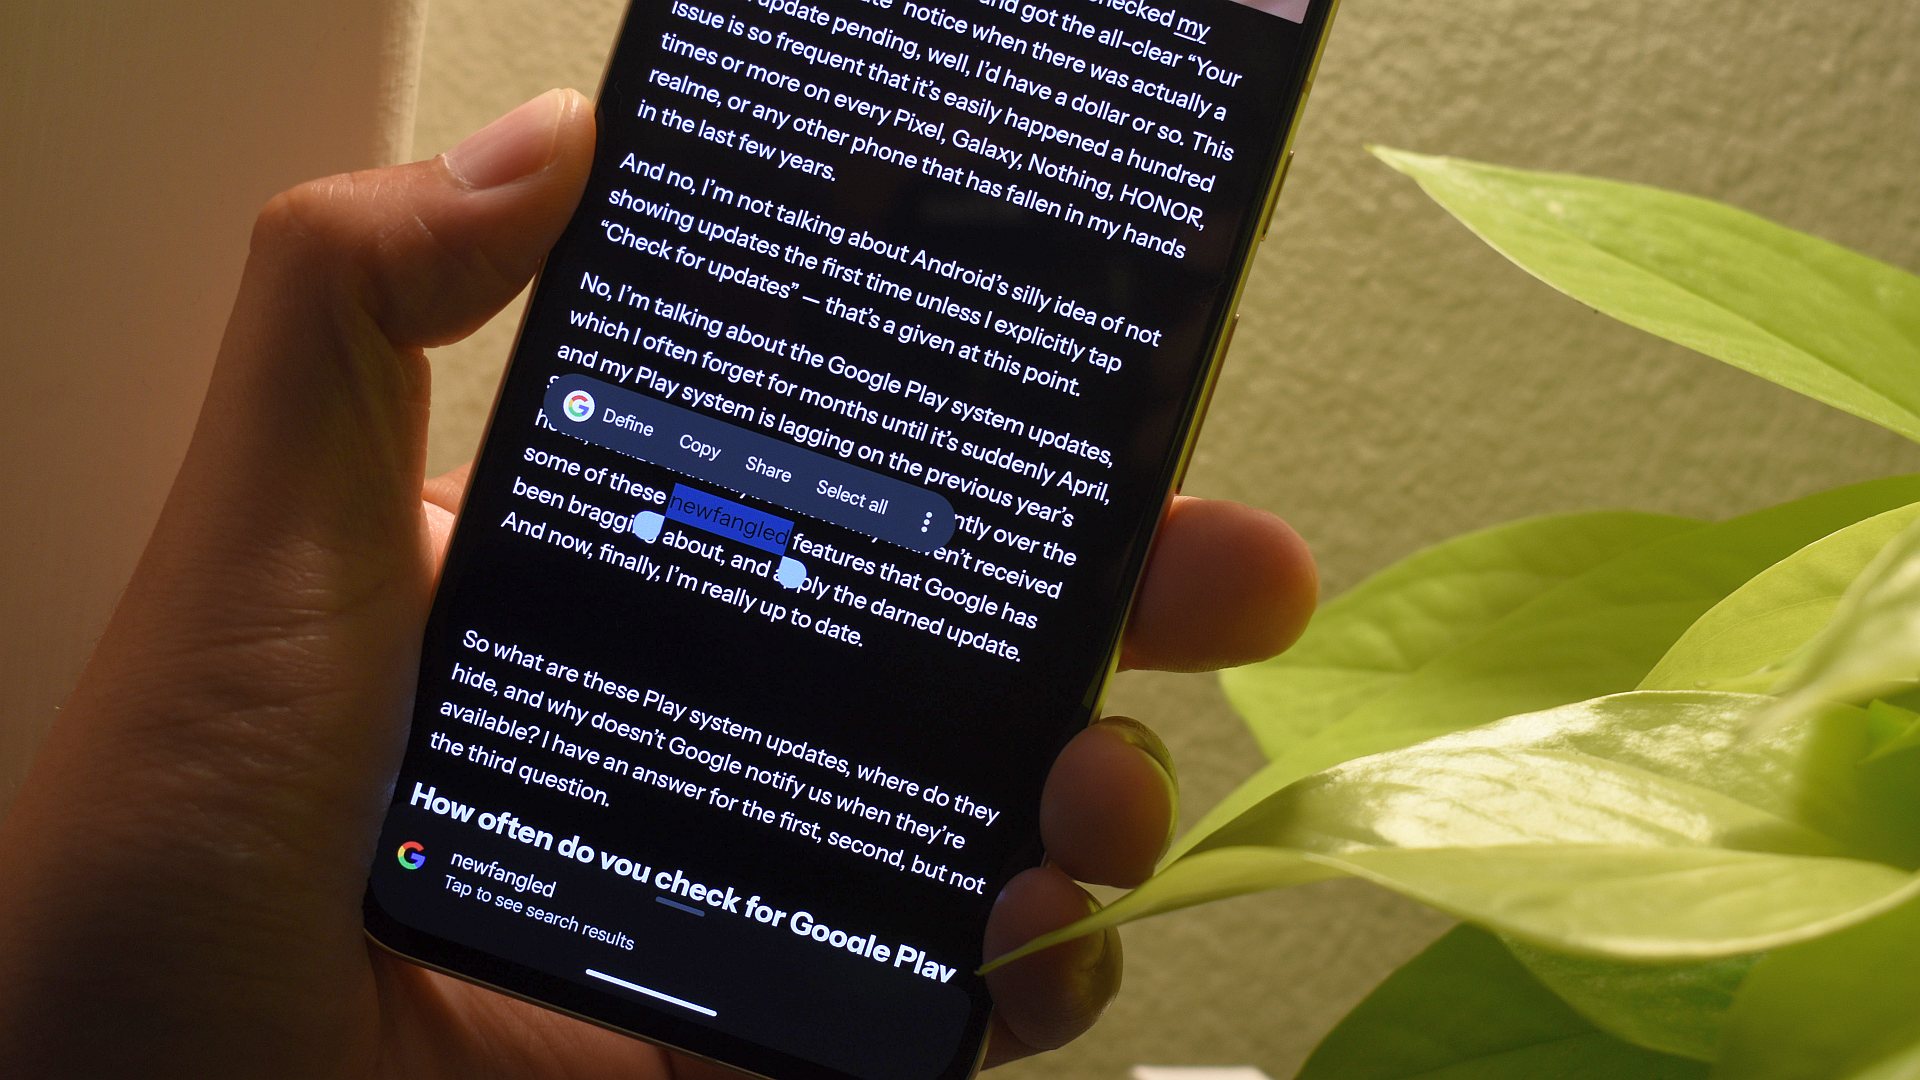 checked my
notice when there was actually a
and got the all-clear “Your
update pending, well, I’d have a dollar or so. This
issue is so frequent that it’s easily happened a hundred
times or more on every Pixel, Galaxy, Nothing, HONOR,
realme, or any other phone that has fallen in my hands
in the last few years.
And no, I’m not talking about Android’s silly idea of not
showing updates the first time unless I explicitly tap
“Check for updates” — that’s a given at this point.
No, I’m talking about the Google Play system updates,
which I often forget for months until it’s suddenly April,
and my Play system is lagging on the previous year’s
Define Copy Share Select all
over the
received
some of these newfangled features that Google has
been about, and the darned update.
And now, finally, I’m really up to date.
So what are these Play system updates, where do they
hide, and why doesn’t Google notify us when they’re
available? I have an answer for the first, second, but not
the third question.
How often do you check for Google Play
G newfangled
Tap to see search results